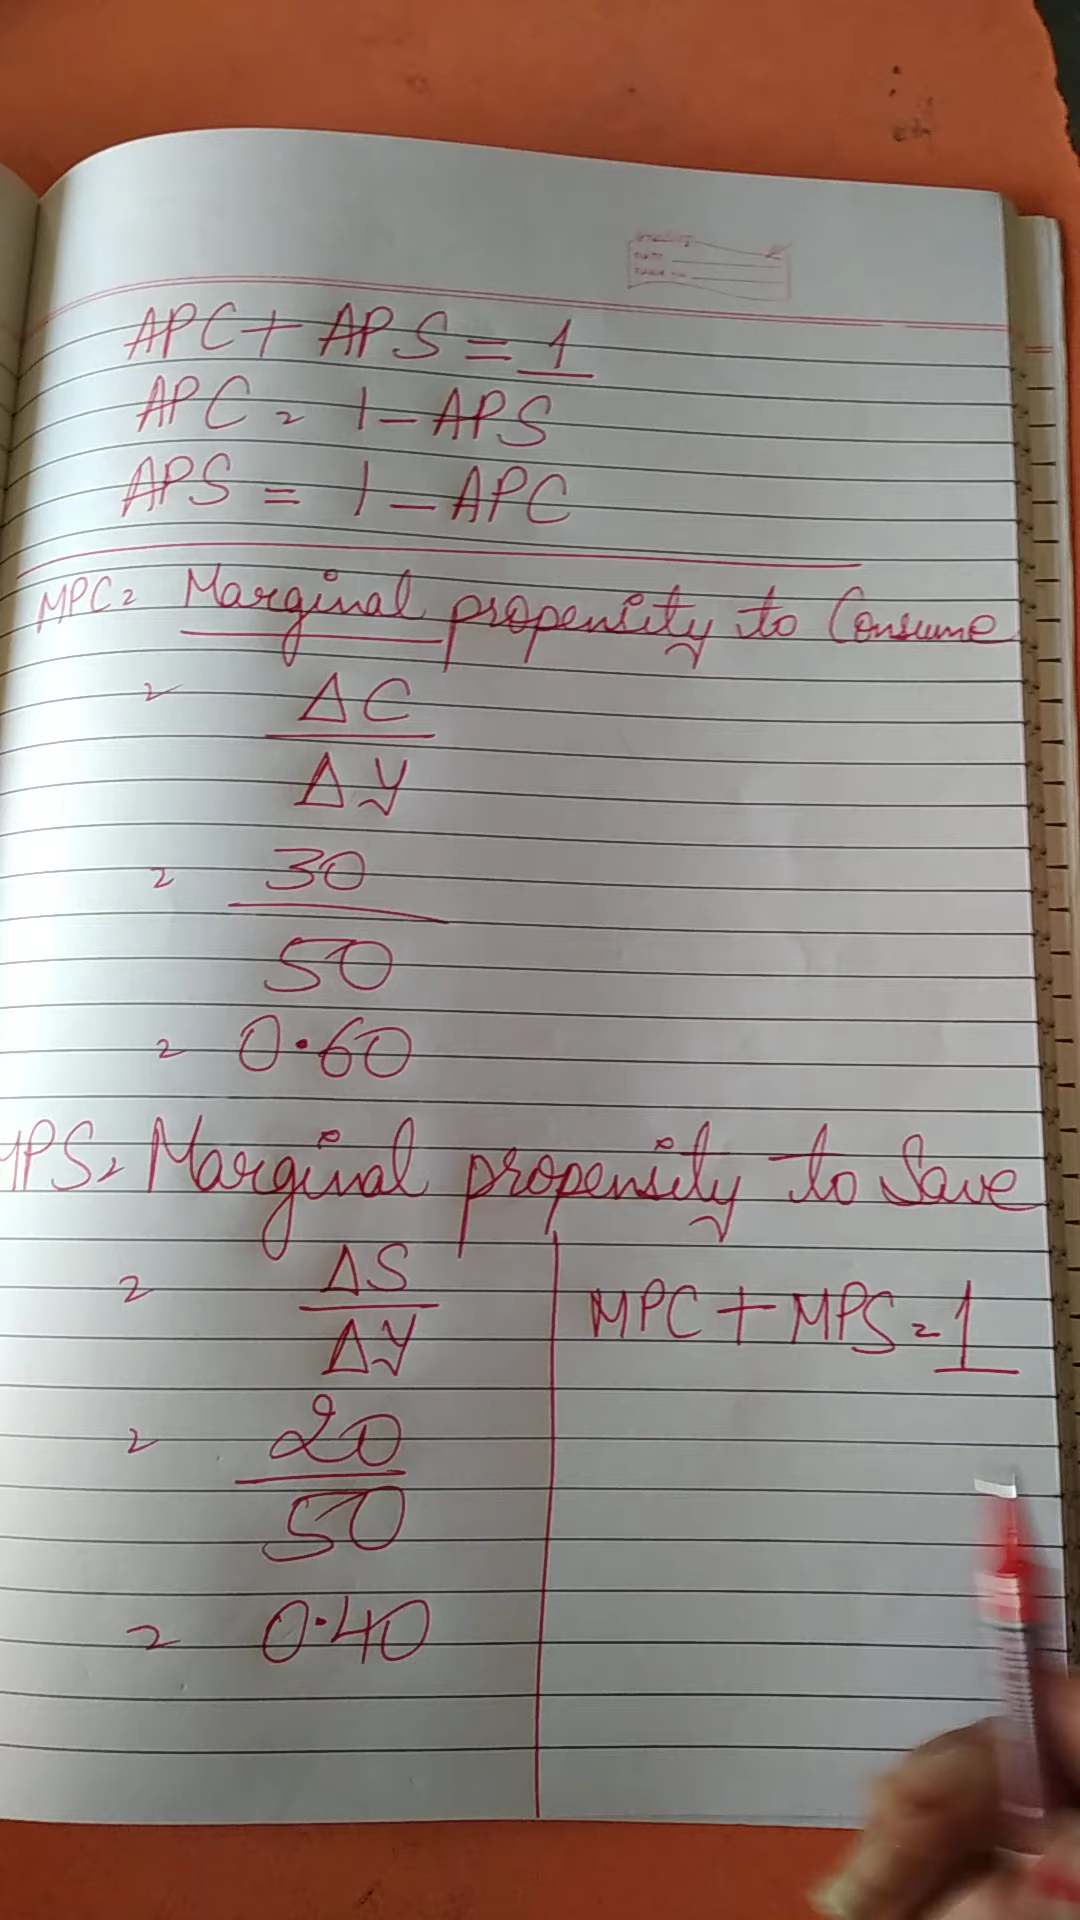 APC + APS = 1
APC = 1 - APS
APS = 1 - APC
MPC = Marginal propensity to Consume
= ΔC
ΔY
= 30
50
= 0.60
MPS = Marginal propensity to Save
= ΔS
ΔY
= 20
50
= 0.40
MPC + MPS = 1